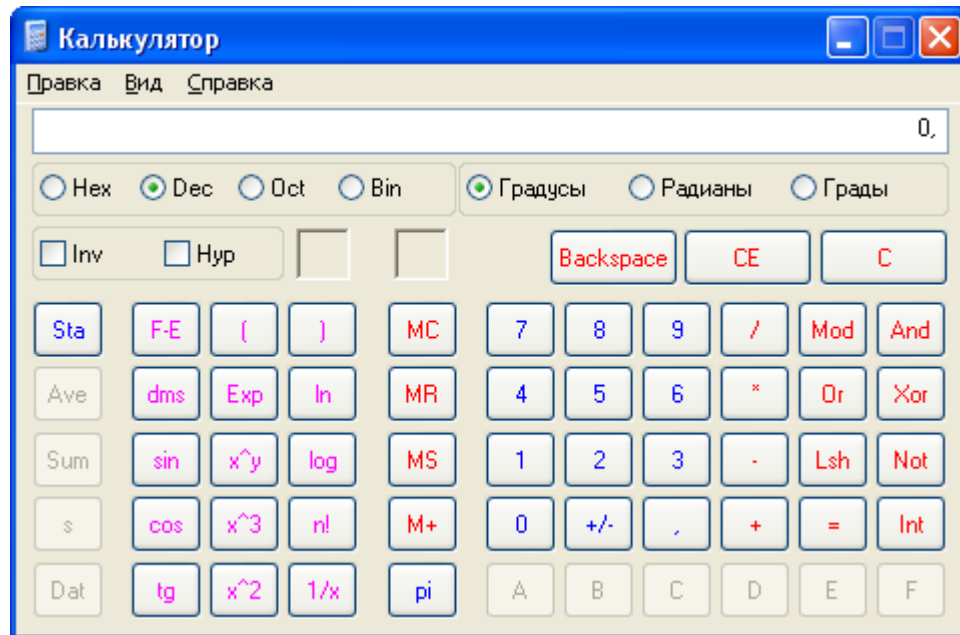 Калькулятор
Правка Вид Справка
0,
Hex Dec Oct Bin Градусы Радианы Грады
Inv Hyp Backspace CE C
Sta F-E ( ) MC 7 8 9 / Mod And
Ave dms Exp ln MR 4 5 6 * Or Xor
Sum sin x^y log MS 1 2 3 - Lsh Not
s cos x^3 n! M+ 0 +/- , + = Int
Dat tg x^2 1/x pi A B C D E F